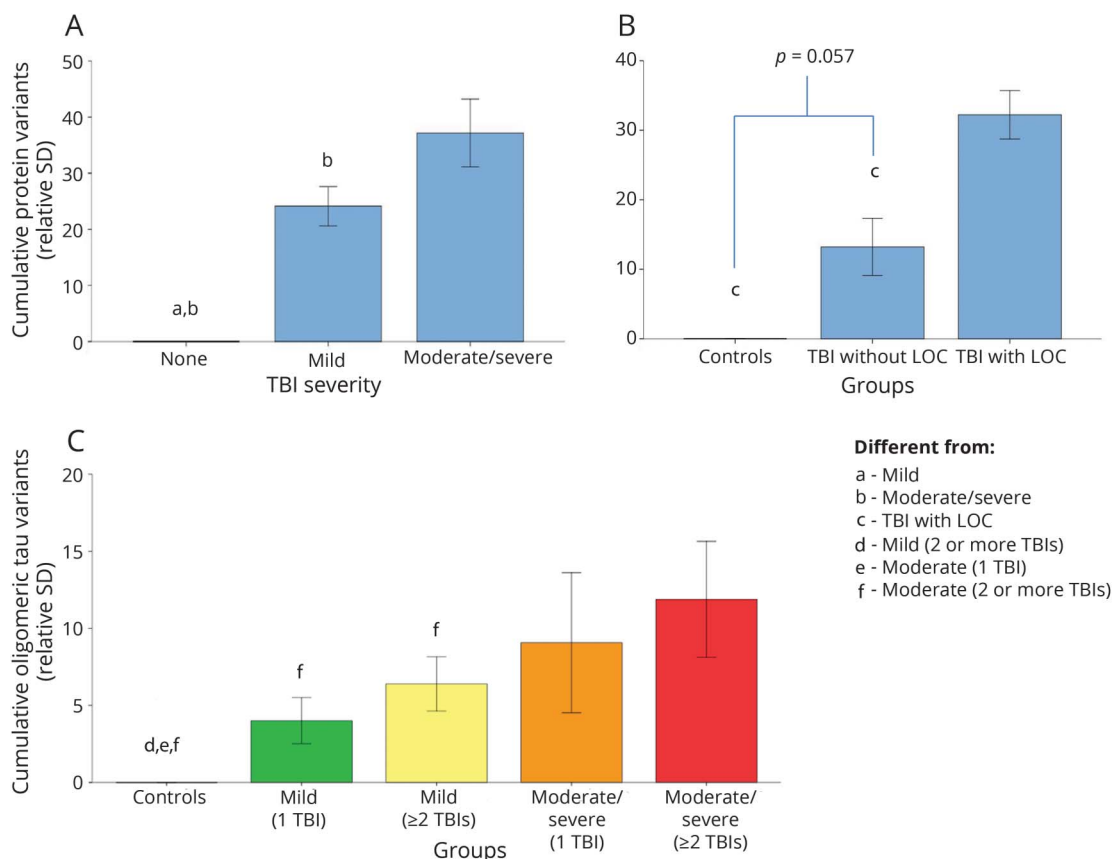 A
Cumulative protein variants
(relative SD)
50
40
30
20
10
0
a,b
b
None
Mild
Moderate/severe
TBI severity
B
p = 0.057
40
30
20
10
0
c
c
Controls
TBI without LOC
TBI with LOC
Groups
C
Cumulative oligomeric tau variants
(relative SD)
20
15
10
5
0
d,e,f
f
f
Controls
Mild
(1 TBI)
Mild
(≥2 TBIs)
Moderate/
severe
(1 TBI)
Moderate/
severe
(≥2 TBIs)
Groups
Different from:
a - Mild
b - Moderate/severe
c - TBI with LOC
d - Mild (2 or more TBIs)
e - Moderate (1 TBI)
f - Moderate (2 or more TBIs)